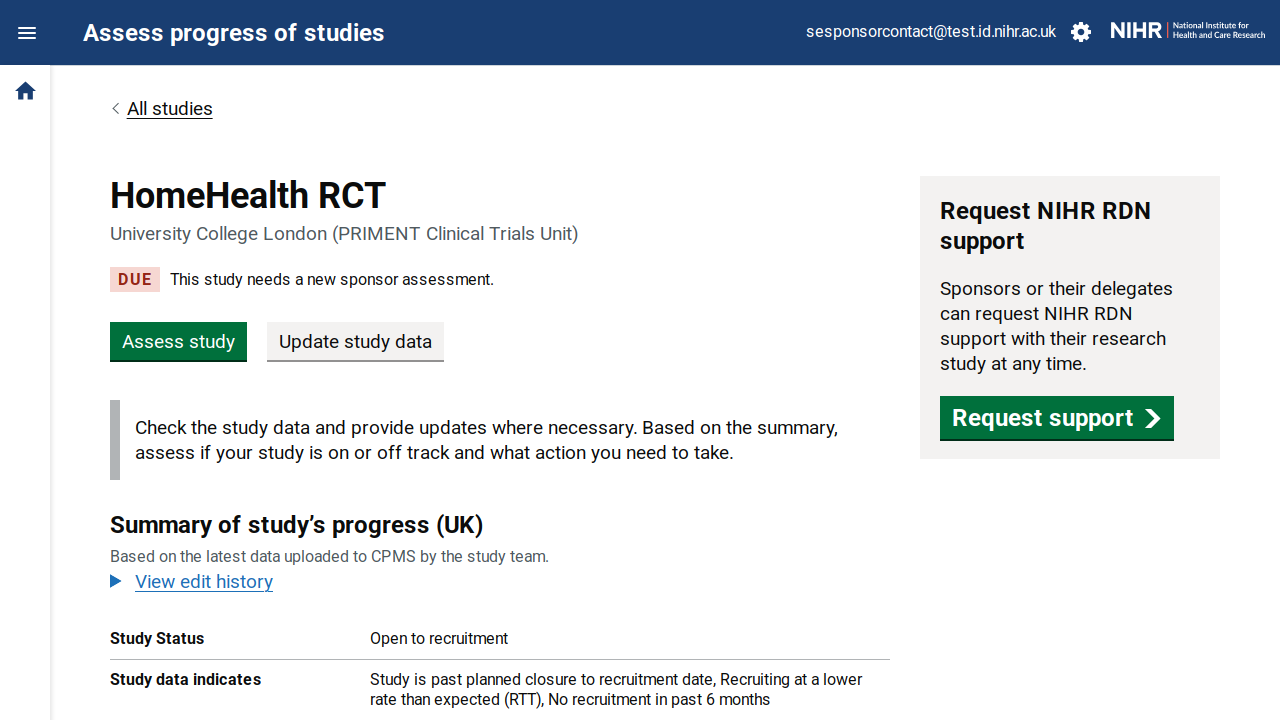 Assess progress of studies
sesponsorcontact@test.id.nihr.ac.uk
NIHR
National Institute for
Health and Care Research
All studies
HomeHealth RCT
University College London (PRIMENT Clinical Trials Unit)
DUE This study needs a new sponsor assessment.
Assess study
Update study data
Check the study data and provide updates where necessary. Based on the summary,
assess if your study is on or off track and what action you need to take.
Summary of study’s progress (UK)
Based on the latest data uploaded to CPMS by the study team.
View edit history
Study Status Open to recruitment
Study data indicates Study is past planned closure to recruitment date, Recruiting at a lower
rate than expected (RTT), No recruitment in past 6 months
Request NIHR RDN
support
Sponsors or their delegates
can request NIHR RDN
support with their research
study at any time.
Request support